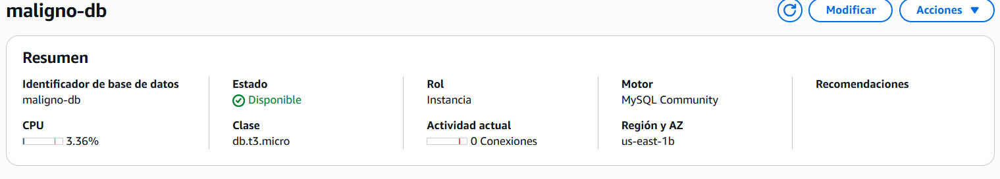 maligno-db
Modificar
Acciones
Resumen
Identificador de base de datos
maligno-db
Estado
Disponible
Rol
Instancia
Motor
MySQL Community
Recomendaciones
CPU
3.36%
Clase
db.t3.micro
Actividad actual
0 Conexiones
Región y AZ
us-east-1b